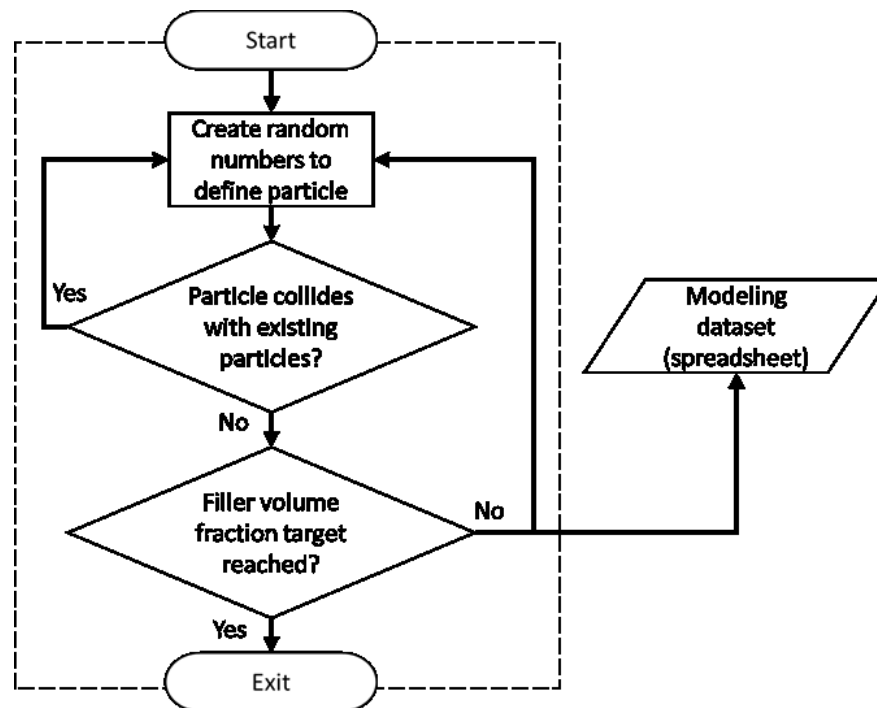 Start
Create random
numbers to
define particle
Yes
Particle collides
with existing
particles?
Modeling
dataset
(spreadsheet)
No
Filler volume
fraction target
reached?
No
Yes
Exit